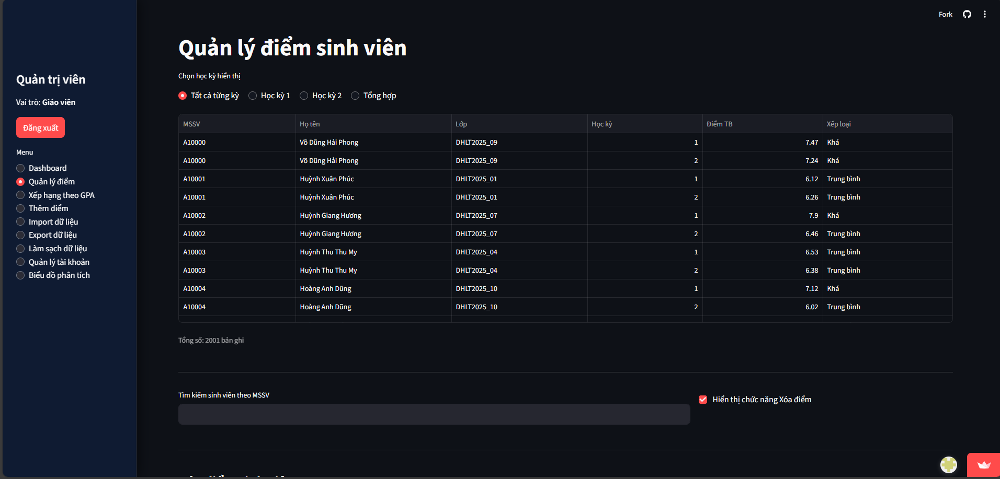 Fork
Quản trị viên
Vai trò: Giáo viên
Đăng xuất
Menu
Dashboard
Quản lý điểm
Xếp hạng theo GPA
Thêm điểm
Import dữ liệu
Export dữ liệu
Làm sạch dữ liệu
Quản lý tài khoản
Biểu đồ phân tích
Quản lý điểm sinh viên
Chọn học kỳ hiển thị
Tất cả từng kỳ Học kỳ 1 Học kỳ 2 Tổng hợp
MSSV Họ tên Lớp Học kỳ Điểm TB Xếp loại
A10000 Võ Dũng Hải Phong DHLT2025_09 1 7.47 Khá
A10000 Võ Dũng Hải Phong DHLT2025_09 2 7.24 Khá
A10001 Huỳnh Xuân Phúc DHLT2025_01 1 6.12 Trung bình
A10001 Huỳnh Xuân Phúc DHLT2025_01 2 6.26 Trung bình
A10002 Huỳnh Giang Hương DHLT2025_07 1 7.9 Khá
A10002 Huỳnh Giang Hương DHLT2025_07 2 6.46 Trung bình
A10003 Huỳnh Thu Thu My DHLT2025_04 1 6.53 Trung bình
A10003 Huỳnh Thu Thu My DHLT2025_04 2 6.38 Trung bình
A10004 Hoàng Anh Dũng DHLT2025_10 1 7.12 Khá
A10004 Hoàng Anh Dũng DHLT2025_10 2 6.02 Trung bình
Tổng số: 2001 bản ghi
Tìm kiếm sinh viên theo MSSV
Hiển thị chức năng Xóa điểm